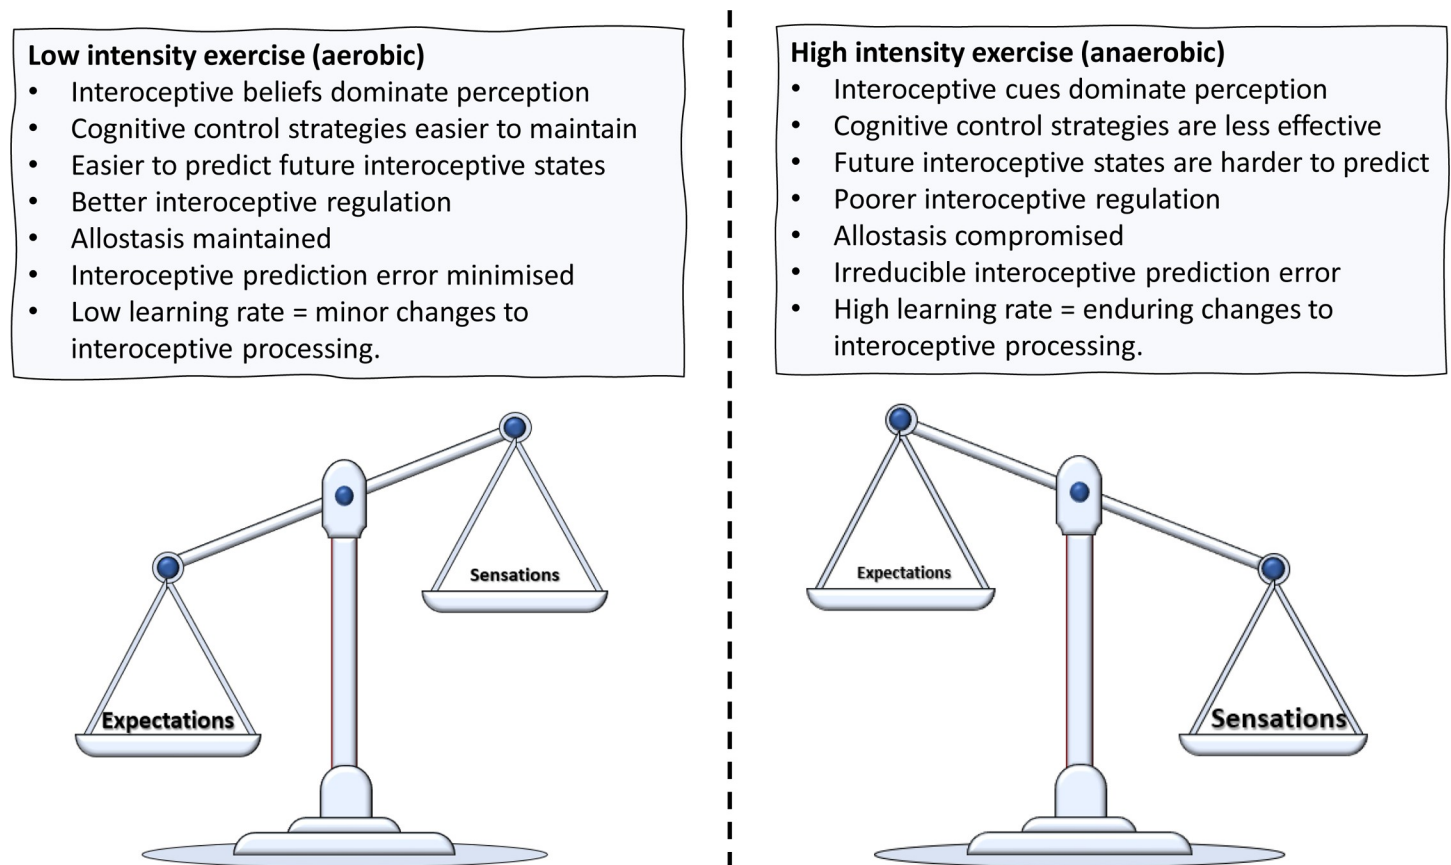 Low intensity exercise (aerobic)
• Interoceptive beliefs dominate perception
• Cognitive control strategies easier to maintain
• Easier to predict future interoceptive states
• Better interoceptive regulation
• Allostasis maintained
• Interoceptive prediction error minimised
• Low learning rate = minor changes to
interoceptive processing.
Expectations
Sensations
High intensity exercise (anaerobic)
• Interoceptive cues dominate perception
• Cognitive control strategies are less effective
• Future interoceptive states are harder to predict
• Poorer interoceptive regulation
• Allostasis compromised
• Irreducible interoceptive prediction error
• High learning rate = enduring changes to
interoceptive processing.
Expectations
Sensations